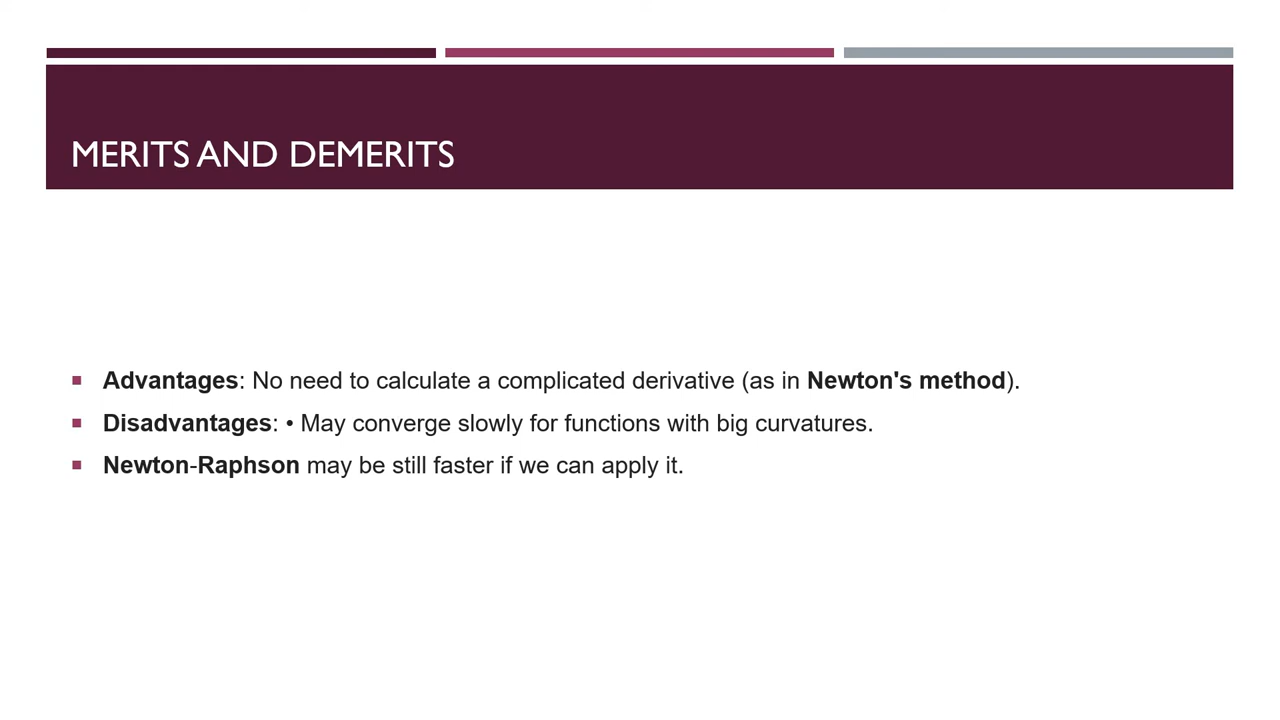 MERITS AND DEMERITS
Advantages: No need to calculate a complicated derivative (as in Newton's method).
Disadvantages: • May converge slowly for functions with big curvatures.
Newton-Raphson may be still faster if we can apply it.